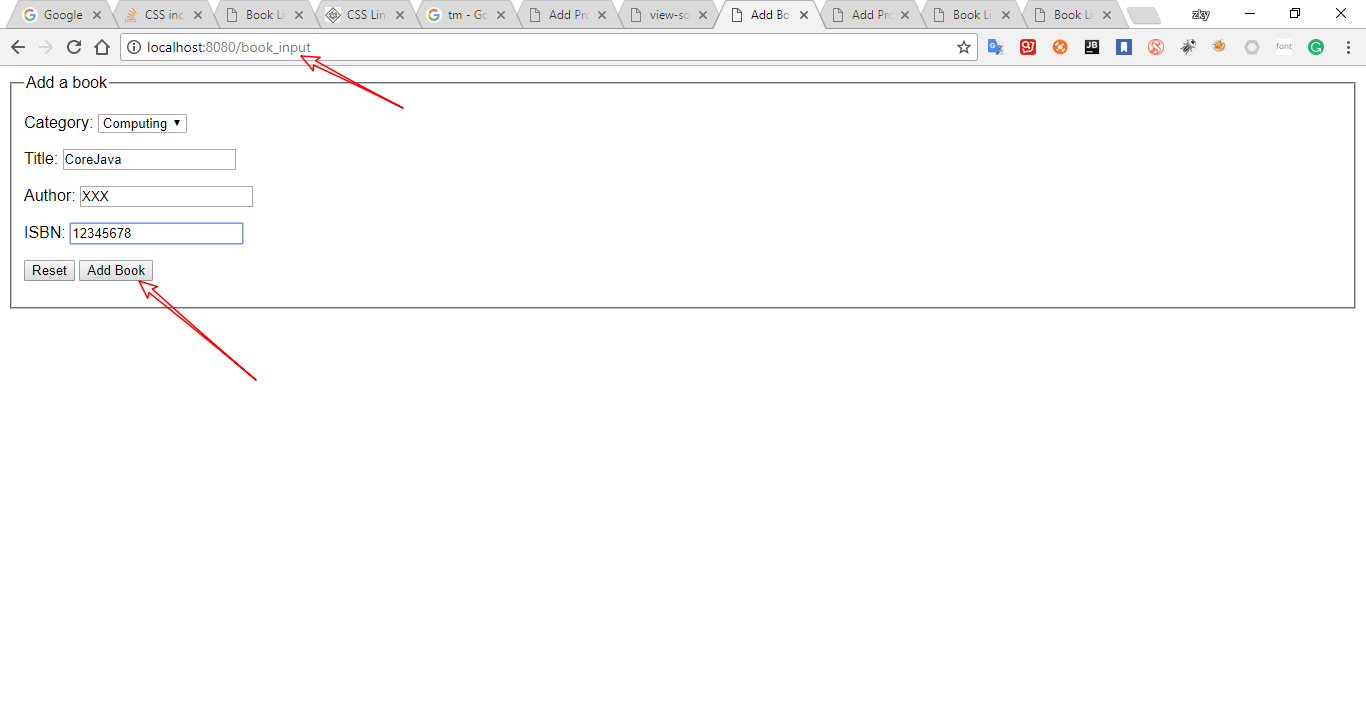 Google CSS inc Book Li CSS Lin tm - Go Add Pro view-so Add Bo Add Pro Book Li Book Li zky
localhost:8080/book_input JB font
Add a book
Category: Computing
Title: CoreJava
Author: XXX
ISBN: 12345678
Reset Add Book